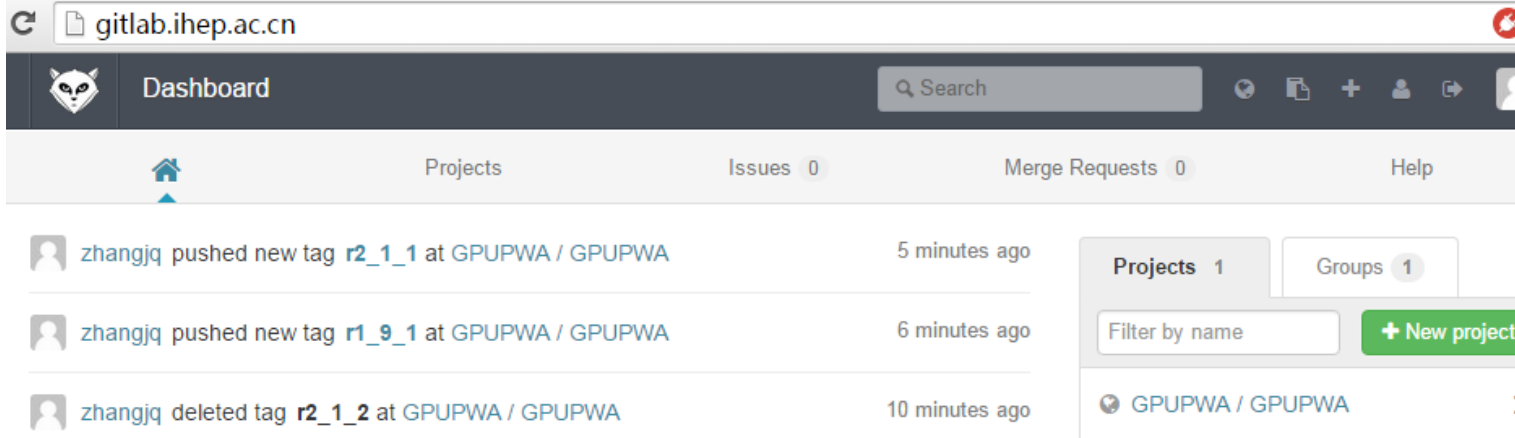 gitlab.ihep.ac.cn
Dashboard Search
Projects Issues 0 Merge Requests 0 Help
zhangjq pushed new tag r2_1_1 at GPUPWA / GPUPWA 5 minutes ago
Projects 1 Groups 1
zhangjq pushed new tag r1_9_1 at GPUPWA / GPUPWA 6 minutes ago
Filter by name + New project
zhangjq deleted tag r2_1_2 at GPUPWA / GPUPWA 10 minutes ago
GPUPWA / GPUPWA